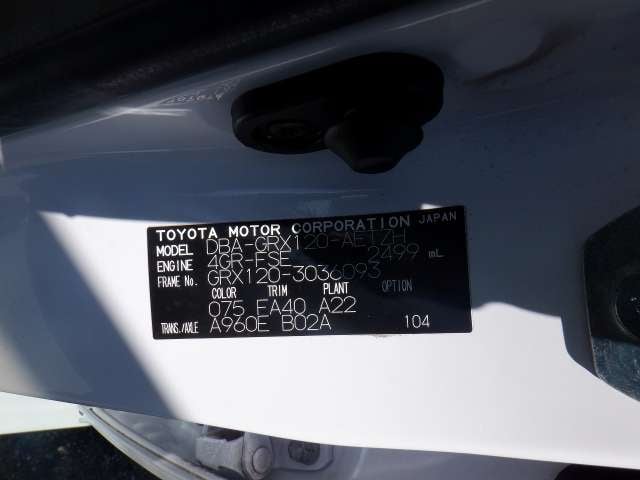 TOYOTA MOTOR CORPORATION JAPAN
MODEL DBA-GRX120-AETZH
ENGINE 4GR-FSE 2499 mL
FRAME No. GRX120-3036093
COLOR TRIM PLANT OPTION
075 FA40 A22
TRANS./AXLE A960E B02A 104